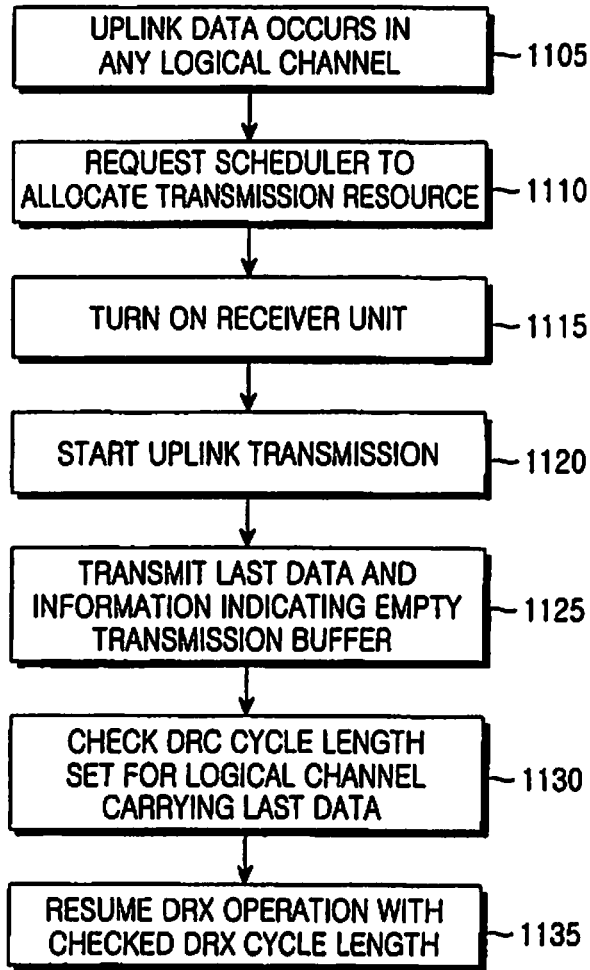 UPLINK DATA OCCURS IN
ANY LOGICAL CHANNEL
1105
REQUEST SCHEDULER TO
ALLOCATE TRANSMISSION RESOURCE
1110
TURN ON RECEIVER UNIT
1115
START UPLINK TRANSMISSION
1120
TRANSMIT LAST DATA AND
INFORMATION INDICATING EMPTY
TRANSMISSION BUFFER
1125
CHECK DRC CYCLE LENGTH
SET FOR LOGICAL CHANNEL
CARRYING LAST DATA
1130
RESUME DRX OPERATION WITH
CHECKED DRX CYCLE LENGTH
1135